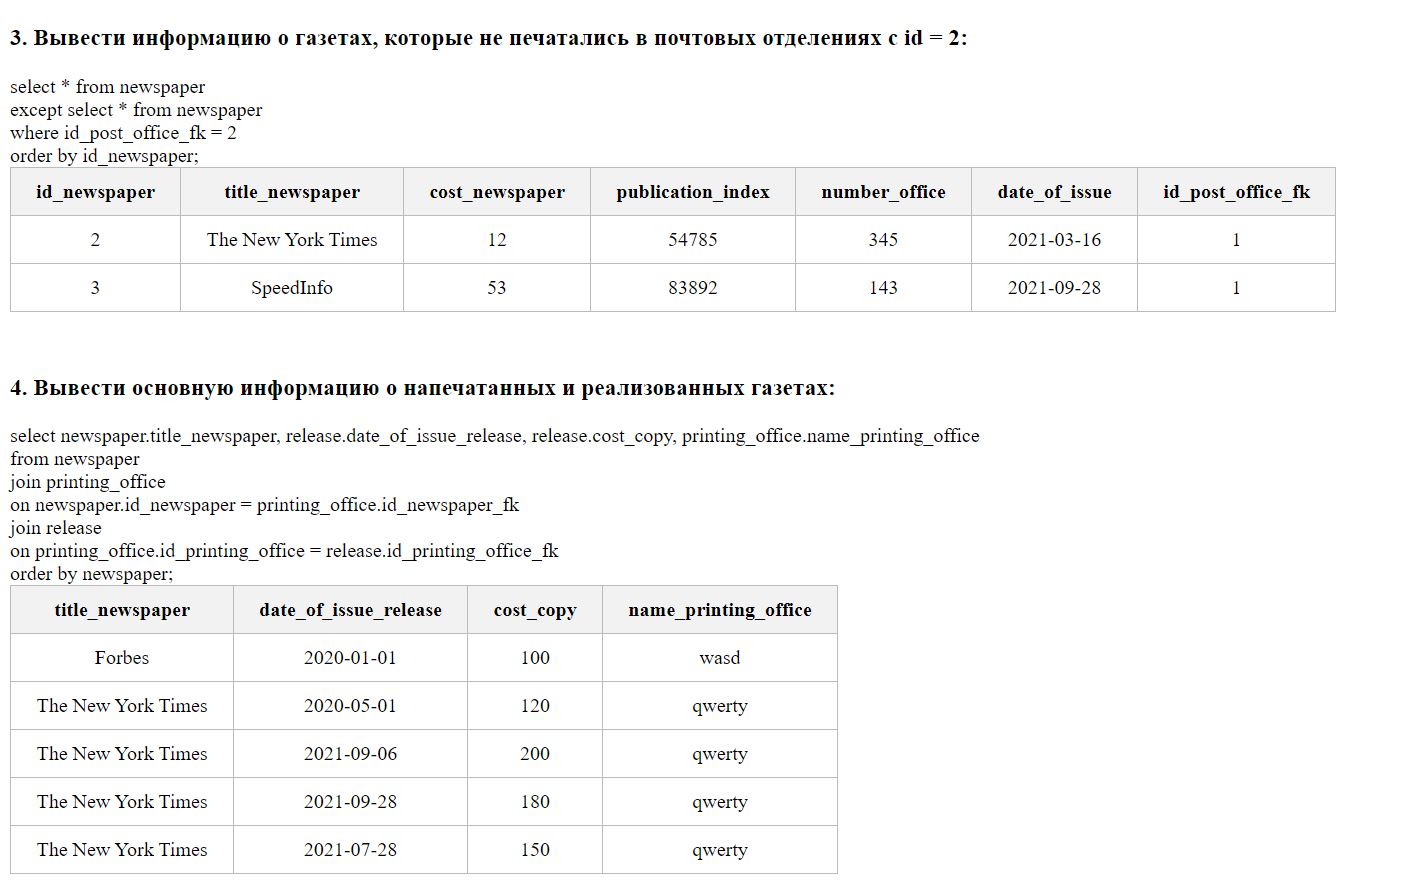 3. Вывести информацию о газетах, которые не печатались в почтовых отделениях с id = 2:
select * from newspaper
except select * from newspaper
where id_post_office_fk = 2
order by id_newspaper;
id_newspaper title_newspaper cost_newspaper publication_index number_office date_of_issue id_post_office_fk
2 The New York Times 12 54785 345 2021-03-16 1
3 SpeedInfo 53 83892 143 2021-09-28 1
4. Вывести основную информацию о напечатанных и реализованных газетах:
select newspaper.title_newspaper, release.date_of_issue_release, release.cost_copy, printing_office.name_printing_office
from newspaper
join printing_office
on newspaper.id_newspaper = printing_office.id_newspaper_fk
join release
on printing_office.id_printing_office = release.id_printing_office_fk
order by newspaper;
title_newspaper date_of_issue_release cost_copy name_printing_office
Forbes 2020-01-01 100 wasd
The New York Times 2020-05-01 120 qwerty
The New York Times 2021-09-06 200 qwerty
The New York Times 2021-09-28 180 qwerty
The New York Times 2021-07-28 150 qwerty